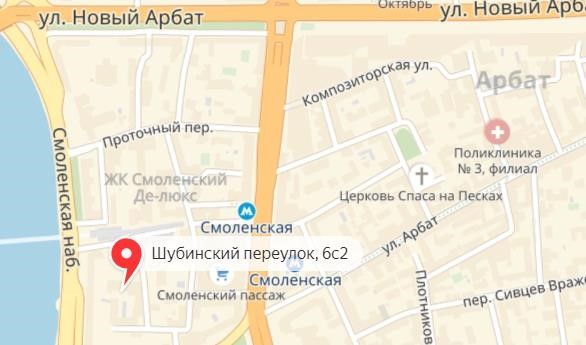 Октябрь
ул. Новый Арбат
ул. Новый Арбат
Композиторская ул.
Арбат
Проточный пер.
Поликлиника
№ 3, филиал
Смоленская наб.
ЖК Смоленский
Де-люкс
Церковь Спаса на Песках
Смоленская
ул. Арбат
Шубинский переулок, 6с2
Смоленская
Смоленский пассаж
Плотников
пер. Сивцев Враже